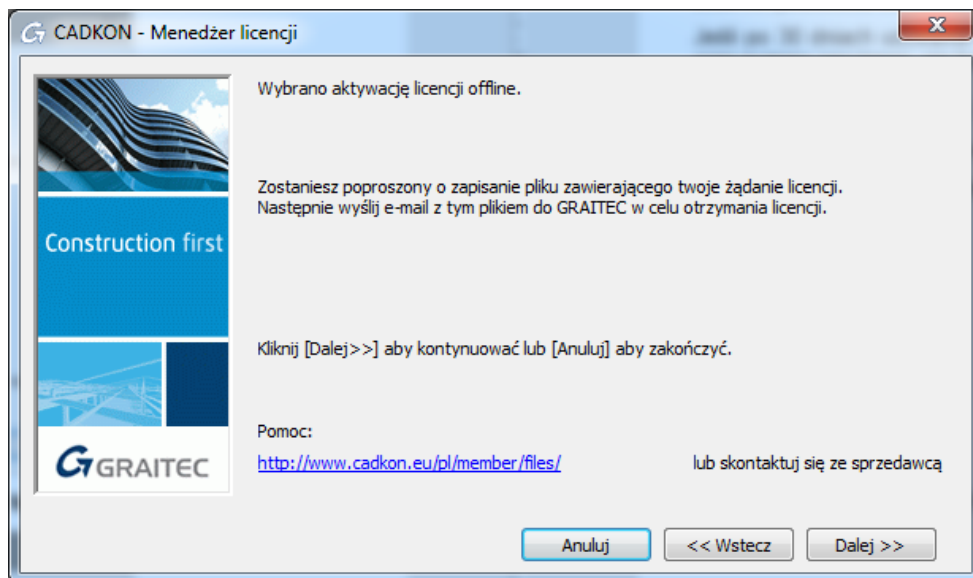 CADKON - Menedżer licencji
Wybrano aktywację licencji offline.
Zostaniesz poproszony o zapisanie pliku zawierającego twoje żądanie licencji.
Następnie wyślij e-mail z tym plikiem do GRAITEC w celu otrzymania licencji.
Construction first
Kliknij [Dalej>>] aby kontynuować lub [Anuluj] aby zakończyć.
Pomoc:
GRAITEC
http://www.cadkon.eu/pl/member/files/ lub skontaktuj się ze sprzedawcą
Anuluj << Wstecz Dalej >>